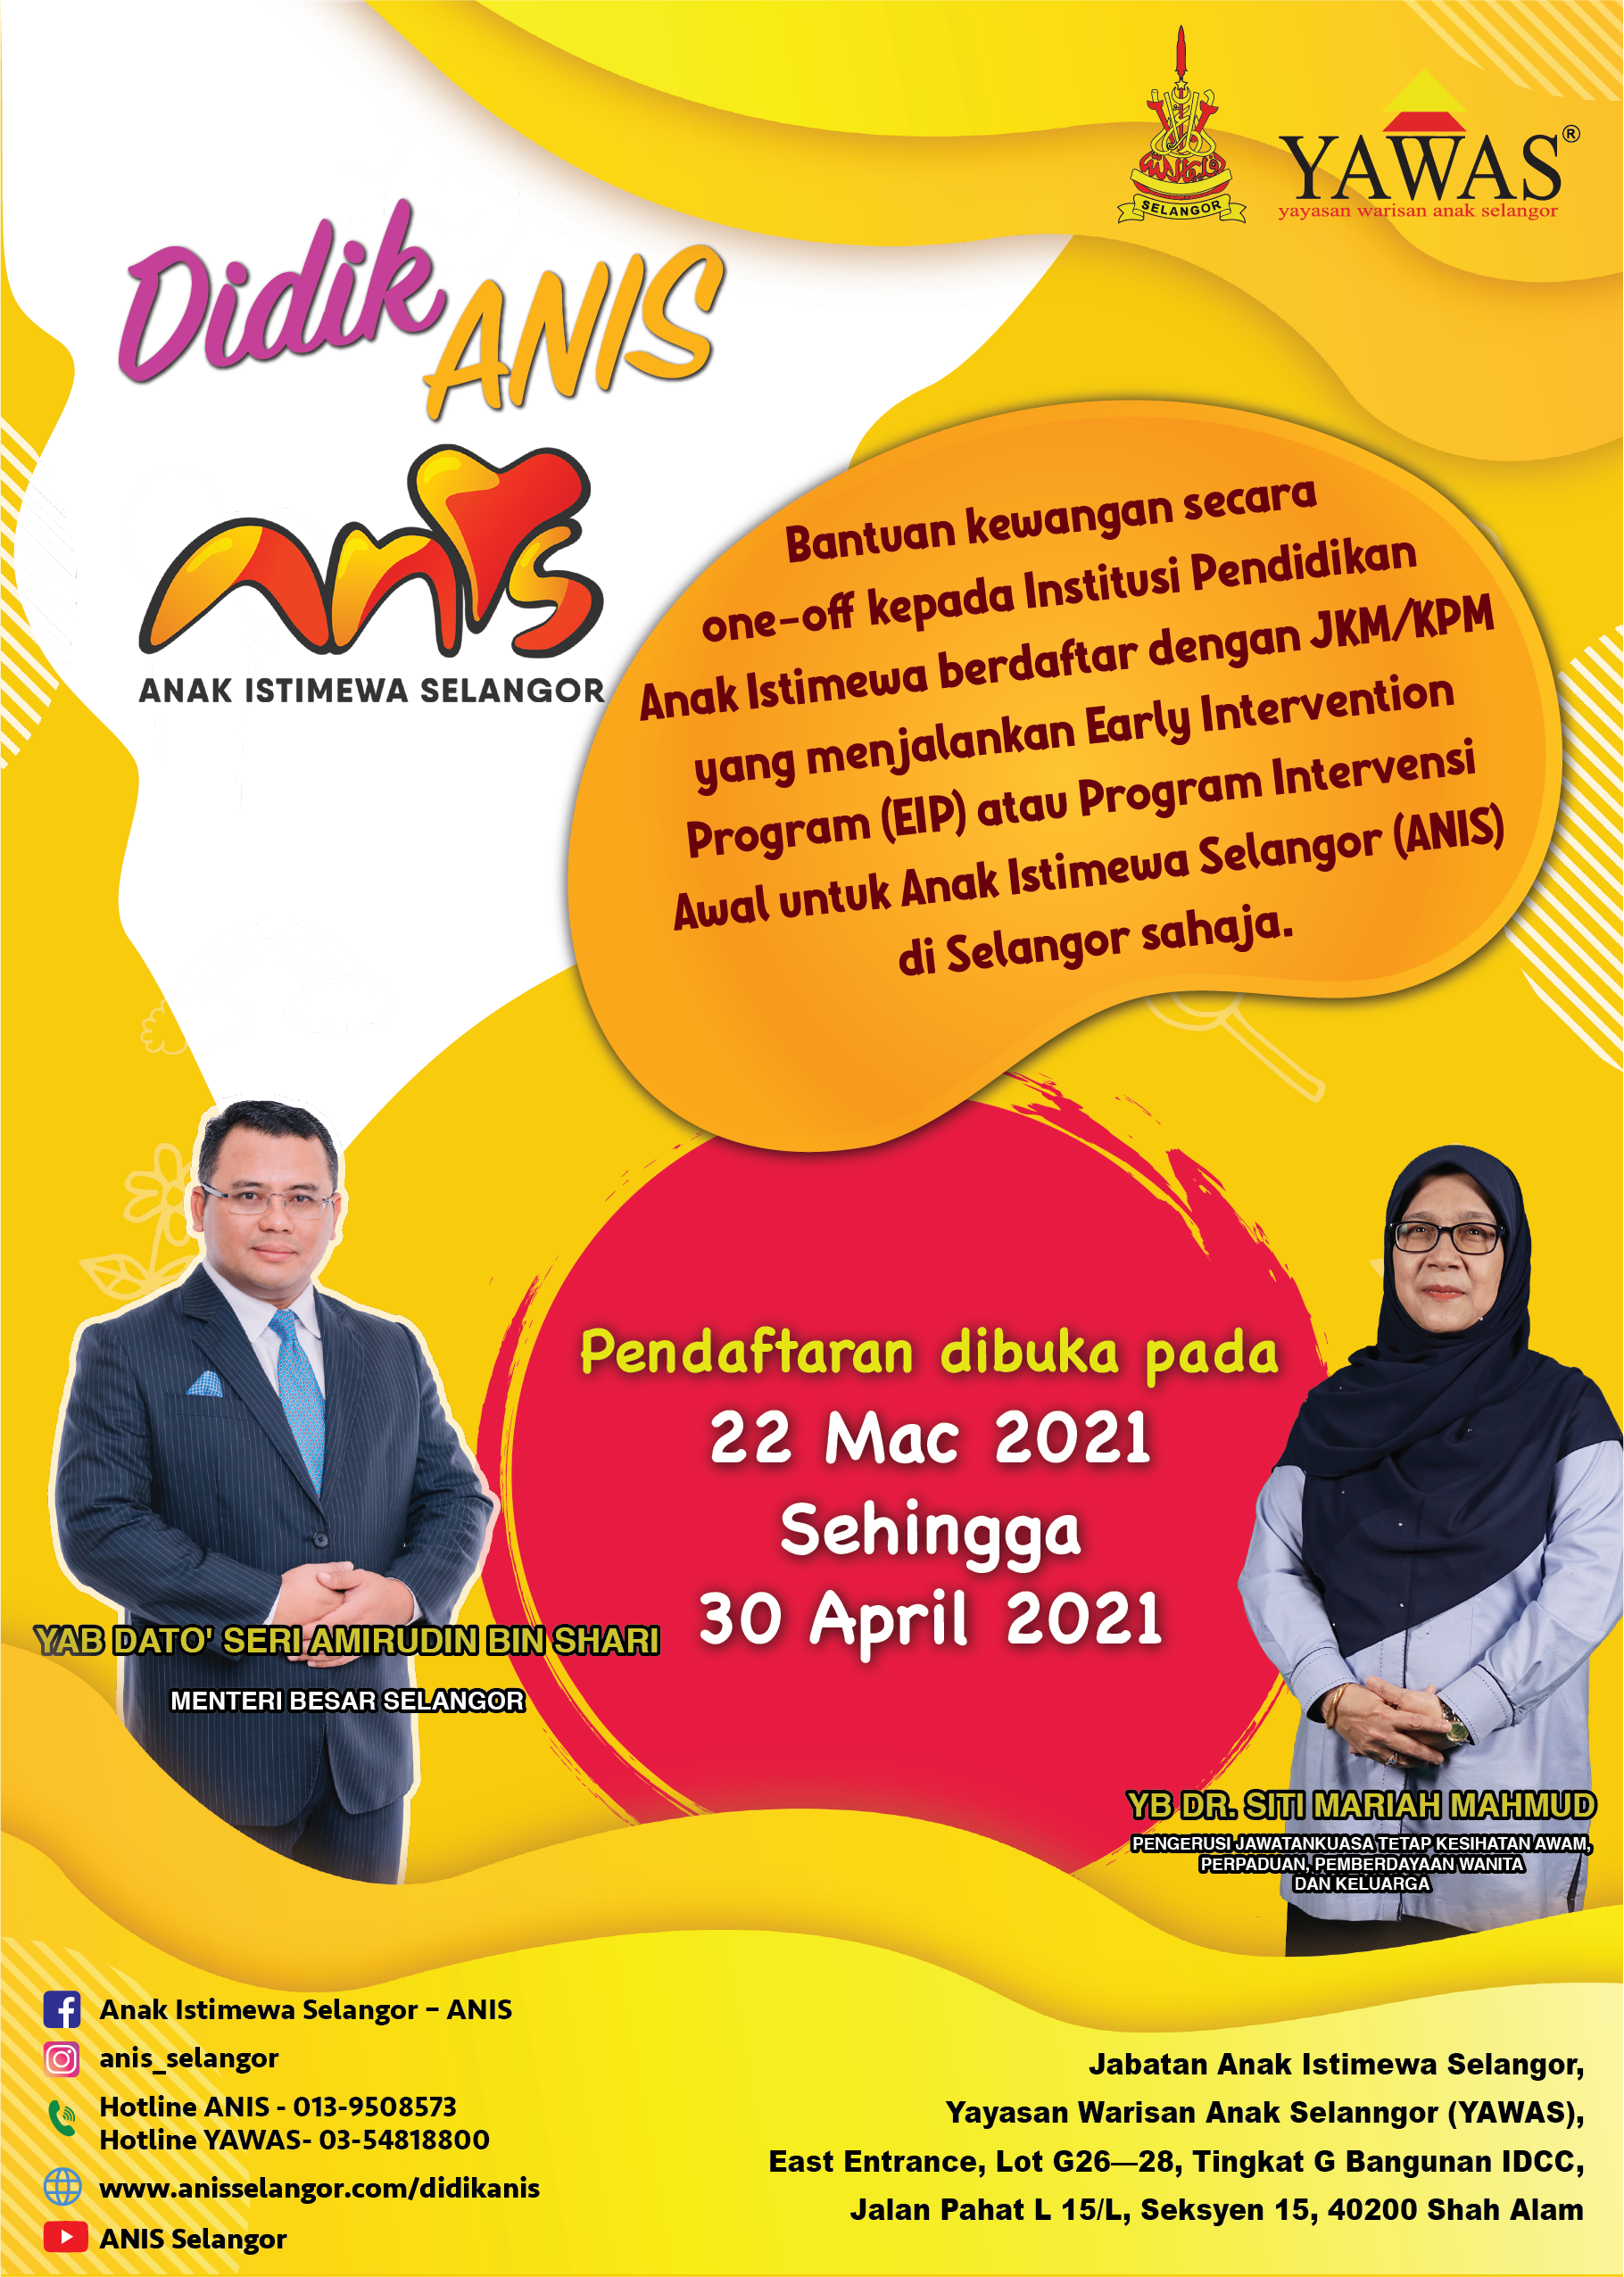 SELANGOR
YAWAS®
yayasan warisan anak selangor
Didik ANIS
anis
ANAK ISTIMEWA SELANGOR
Bantuan kewangan secara
one-off kepada Institusi Pendidikan
Anak Istimewa berdaftar dengan JKM/KPM
yang menjalankan Early Intervention
Program (EIP) atau Program Intervensi
Awal untuk Anak Istimewa Selangor (ANIS)
di Selangor sahaja.
Pendaftaran dibuka pada
22 Mac 2021
Sehingga
30 April 2021
YAB DATO' SERI AMIRUDIN BIN SHARI
MENTERI BESAR SELANGOR
YB DR. SITI MARIAH MAHMUD
PENGERUSI JAWATANKUASA TETAP KESIHATAN AWAM,
PERPADUAN, PEMBERDAYAAN WANITA
DAN KELUARGA
Anak Istimewa Selangor – ANIS
anis_selangor
Hotline ANIS - 013-9508573
Hotline YAWAS- 03-54818800
www.anisselangor.com/didikanis
ANIS Selangor
Jabatan Anak Istimewa Selangor,
Yayasan Warisan Anak Selanngor (YAWAS),
East Entrance, Lot G26—28, Tingkat G Bangunan IDCC,
Jalan Pahat L 15/L, Seksyen 15, 40200 Shah Alam